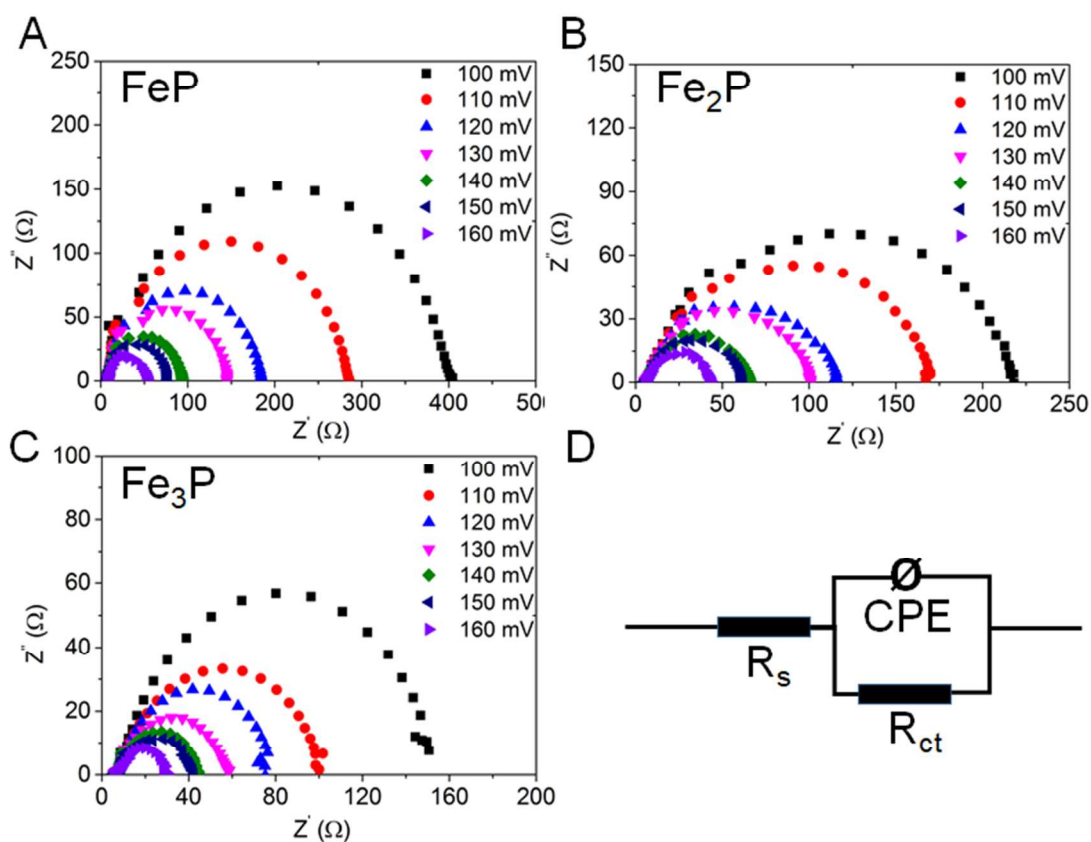 A
FeP
250
200
150
100
50
0
Z" (Ω)
0
100
200
300
400
500
Z' (Ω)
100 mV
110 mV
120 mV
130 mV
140 mV
150 mV
160 mV
B
Fe₂P
150
120
90
60
30
0
Z" (Ω)
0
50
100
150
200
250
Z' (Ω)
100 mV
110 mV
120 mV
130 mV
140 mV
150 mV
160 mV
C
Fe₃P
100
80
60
40
20
0
Z" (Ω)
0
40
80
120
160
200
Z' (Ω)
100 mV
110 mV
120 mV
130 mV
140 mV
150 mV
160 mV
D
CPE
Rₛ
R_ct